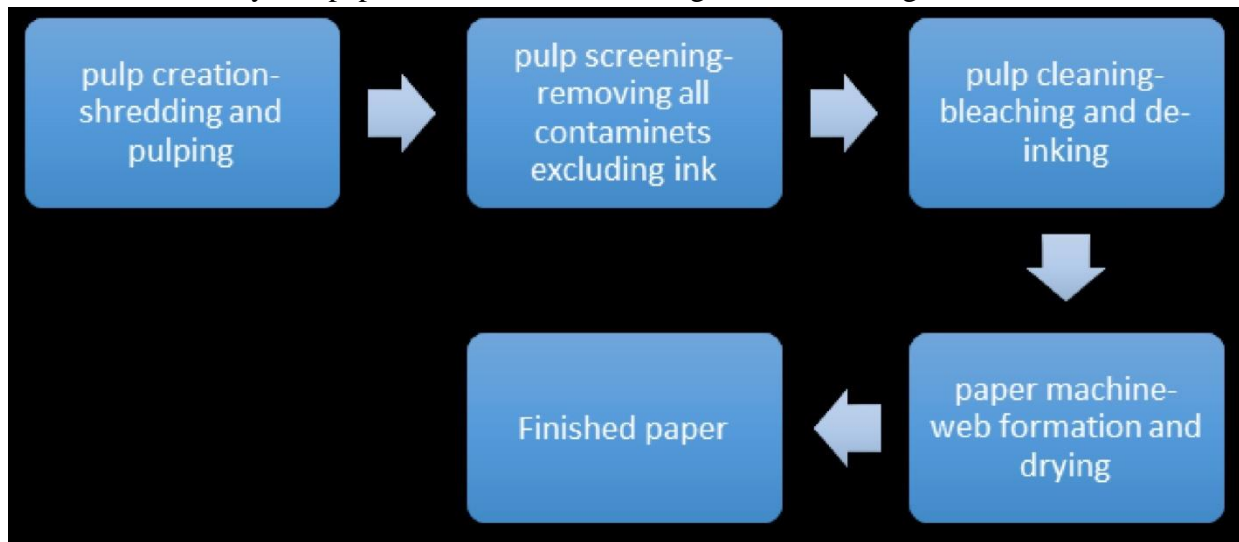 pulp creation-
shredding and
pulping
pulp screening-
removing all
contaminets
excluding ink
pulp cleaning-
bleaching and de-
inking
paper machine-
web formation and
drying
Finished paper